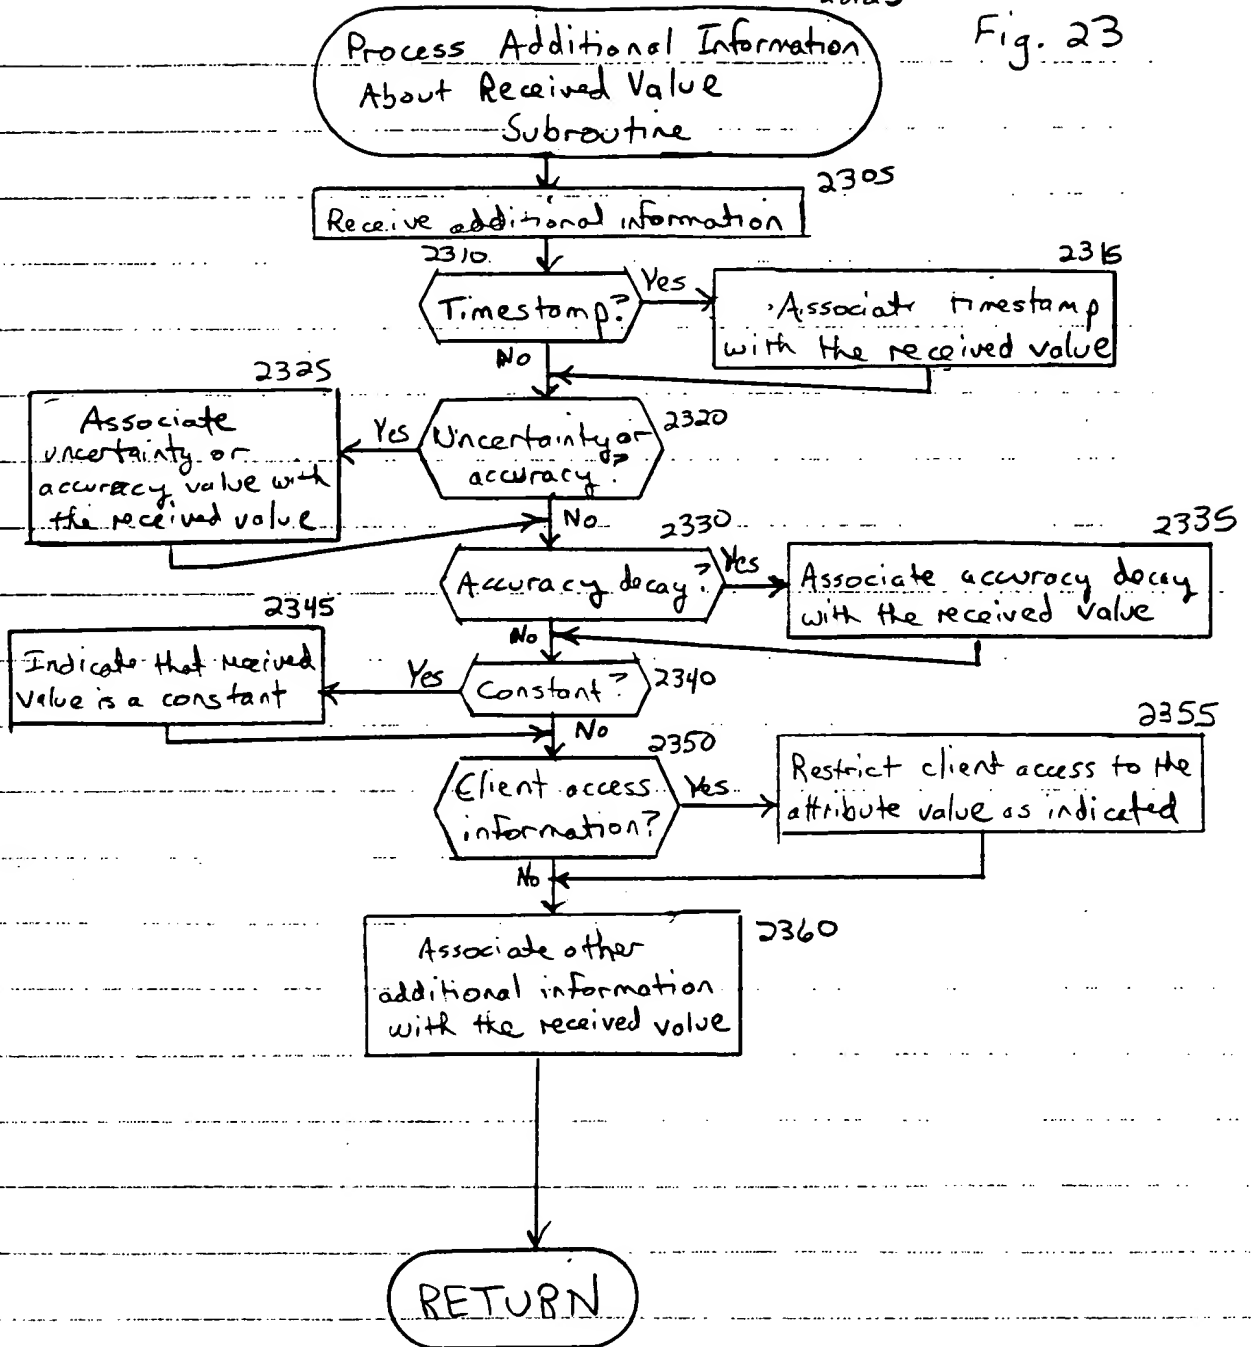 Fig. 23
Process Additional Information
About Received Value
Subroutine
2305
Receive additional information
2310
Timestamp?
Yes
2315
Associate timestamp
with the received value
No
2325
Associate
uncertainty or
accuracy value with
the received value
Yes
Uncertainty or
accuracy?
2320
No
2330
Accuracy decay?
Yes
2335
Associate accuracy decay
with the received value
No
2345
Indicate that received
value is a constant
Yes
Constant?
2340
No
2350
Client access
information?
Yes
2355
Restrict client access to the
attribute value as indicated
No
2360
Associate other
additional information
with the received value
RETURN